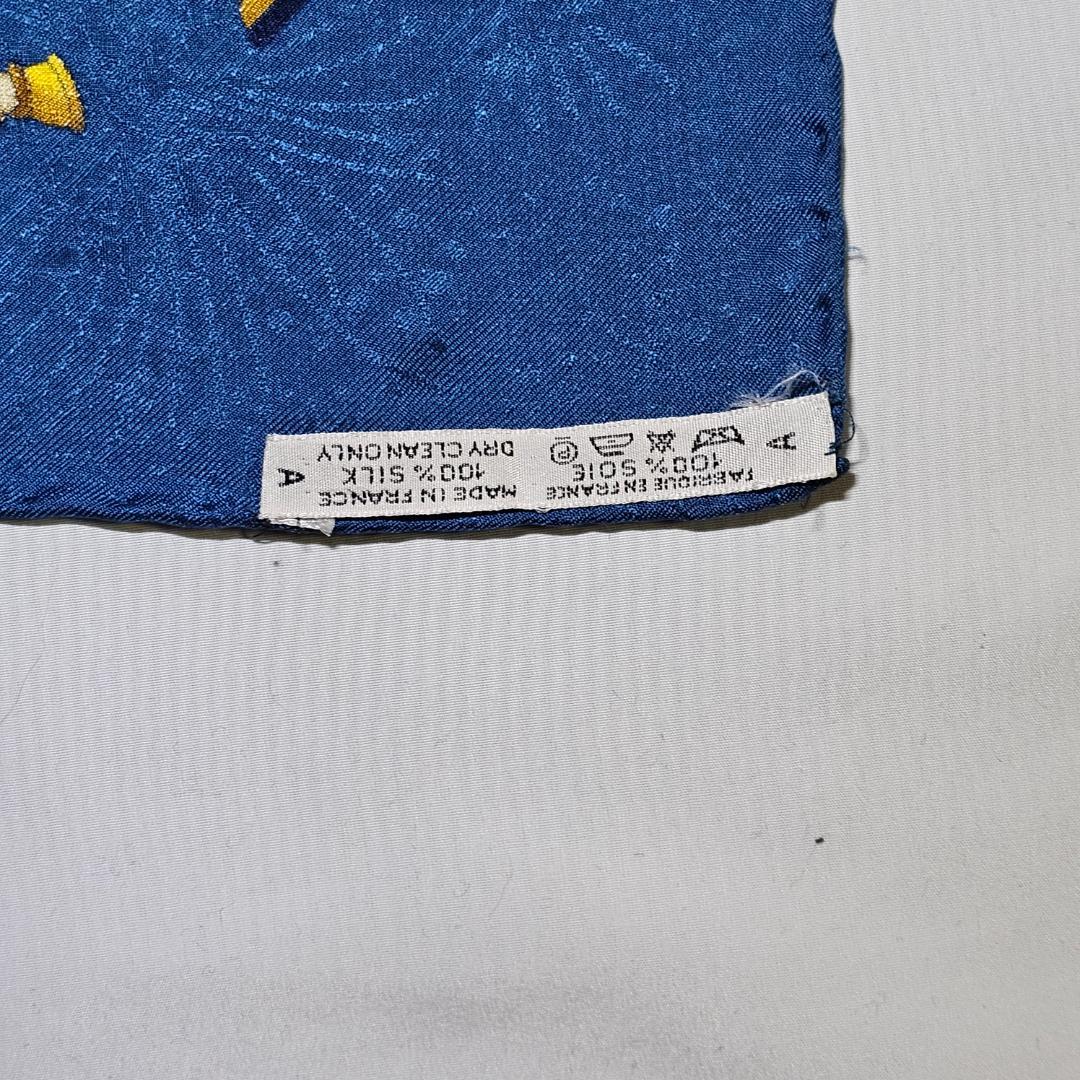 A
FABRIQUE EN FRANCE
100% SOIE
P
MADE IN FRANCE
100% SILK
DRY CLEAN ONLY
A